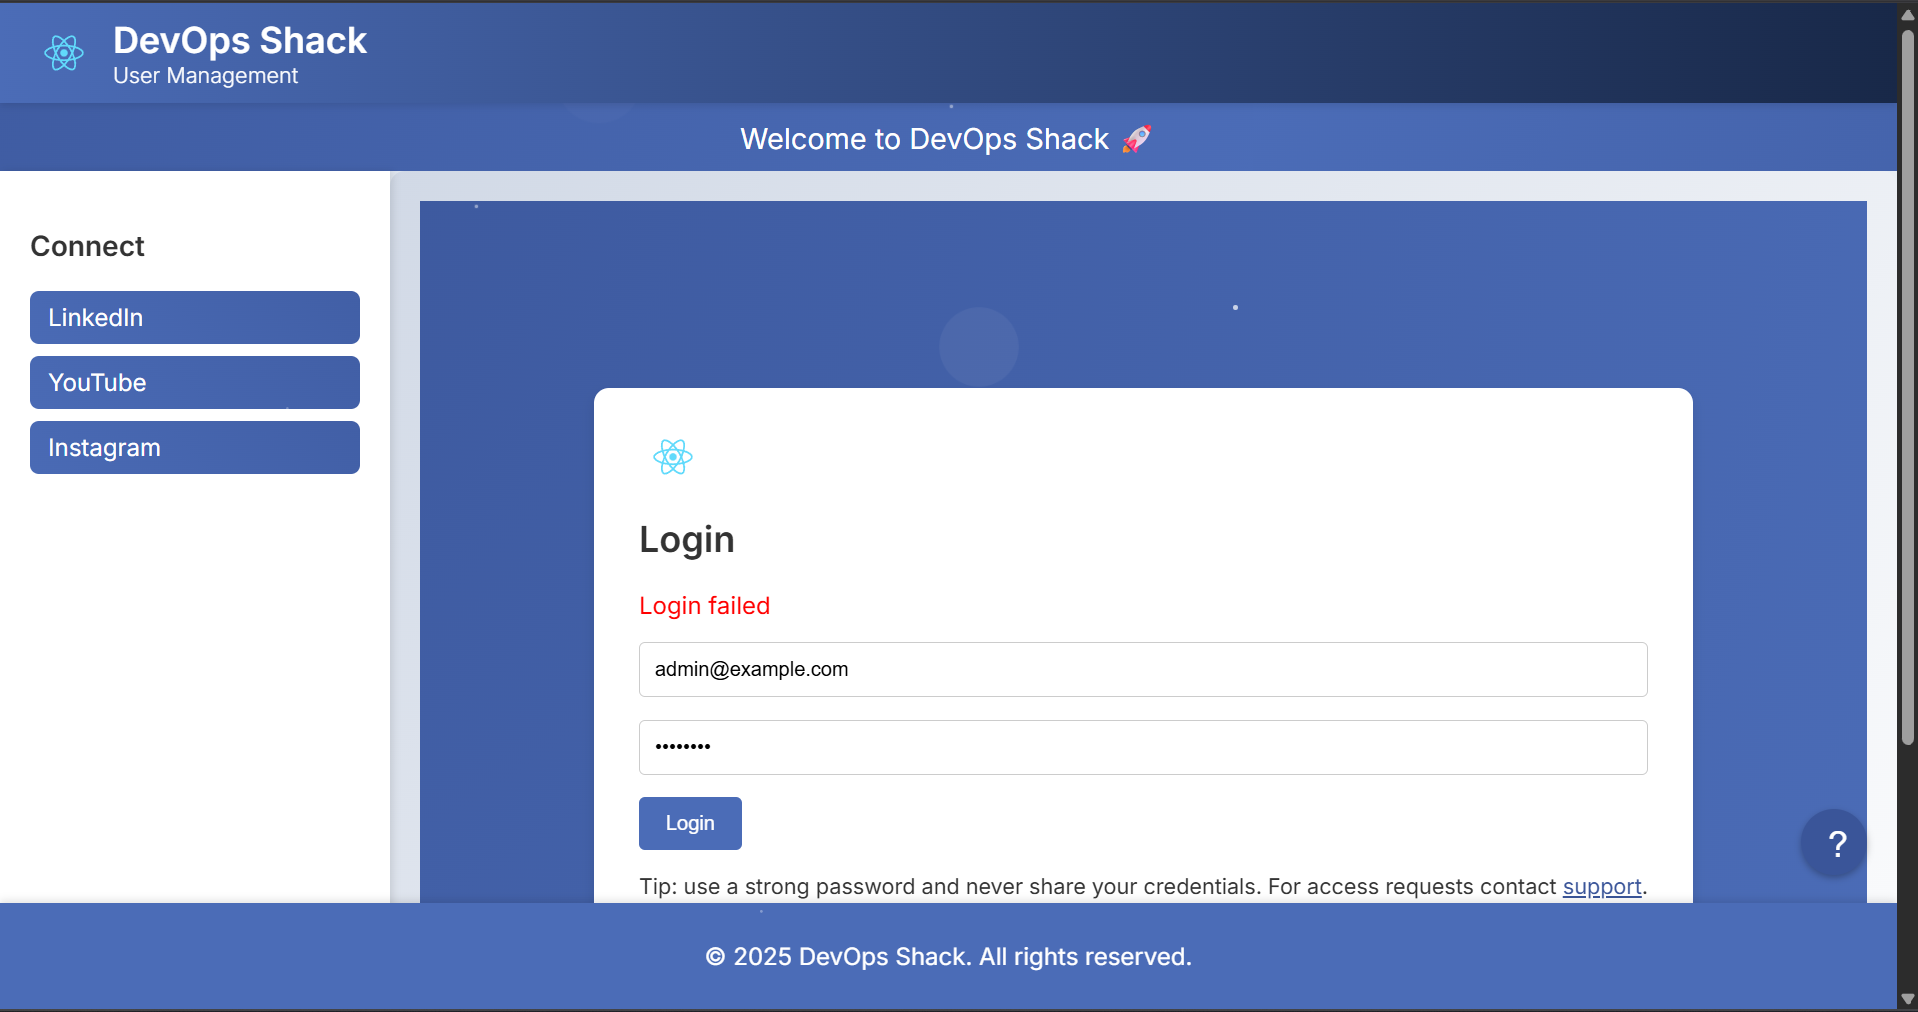 DevOps Shack
User Management
Welcome to DevOps Shack 🚀
Connect
LinkedIn
YouTube
Instagram
Login
Login failed
admin@example.com
••••••••
Login
Tip: use a strong password and never share your credentials. For access requests contact support.
?
© 2025 DevOps Shack. All rights reserved.